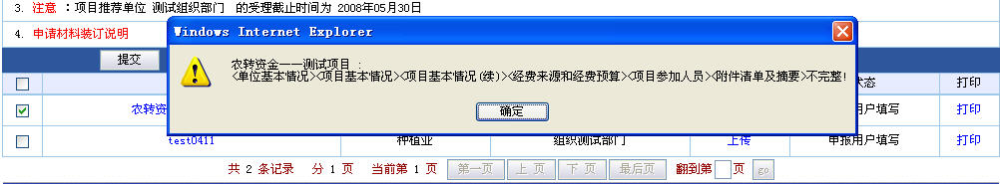 3. 注意 ：项目推荐单位 测试组织部门 的受理截止时间为 2008年05月30日
4. 申请材料装订说明
Windows Internet Explorer
农转资金——测试项目 :
<单位基本情况><项目基本情况><项目基本情况(续)><经费来源和经费预算><项目参加人员><附件清单及摘要>不完整!
确定
提交
状态 打印
农转资 用户填写 打印
test0411 种植业 组织测试部门 上传 申报用户填写 打印
共 2 条记录 分 1 页 当前第 1 页 第一页 上 页 下 页 最后页 翻到第 页 go